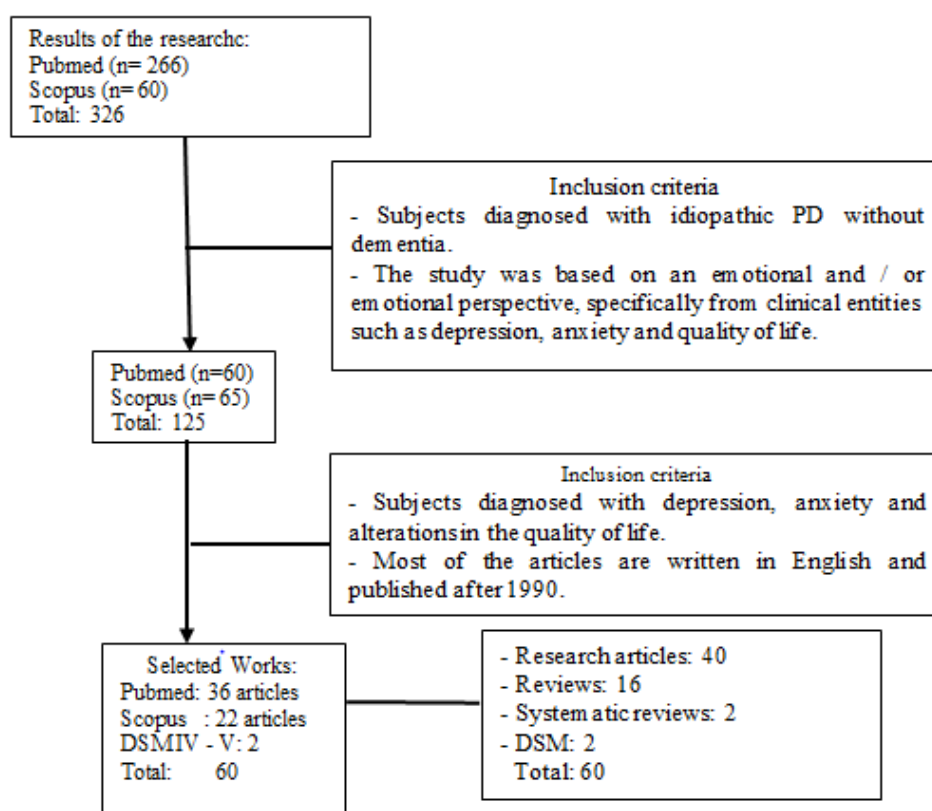 Results of the researchc:
Pubmed (n= 266)
Scopus (n= 60)
Total: 326
Inclusion criteria
- Subjects diagnosed with idiopathic PD without
dementia.
- The study was based on an emotional and / or
emotional perspective, specifically from clinical entities
such as depression, anxiety and quality of life.
Pubmed (n=60)
Scopus (n= 65)
Total: 125
Inclusion criteria
- Subjects diagnosed with depression, anxiety and
alterations in the quality of life.
- Most of the articles are written in English and
published after 1990.
Selected Works:
Pubmed: 36 articles
Scopus : 22 articles
DSMIV - V: 2
Total: 60
- Research articles: 40
- Reviews: 16
- Systematic reviews: 2
- DSM: 2
Total: 60